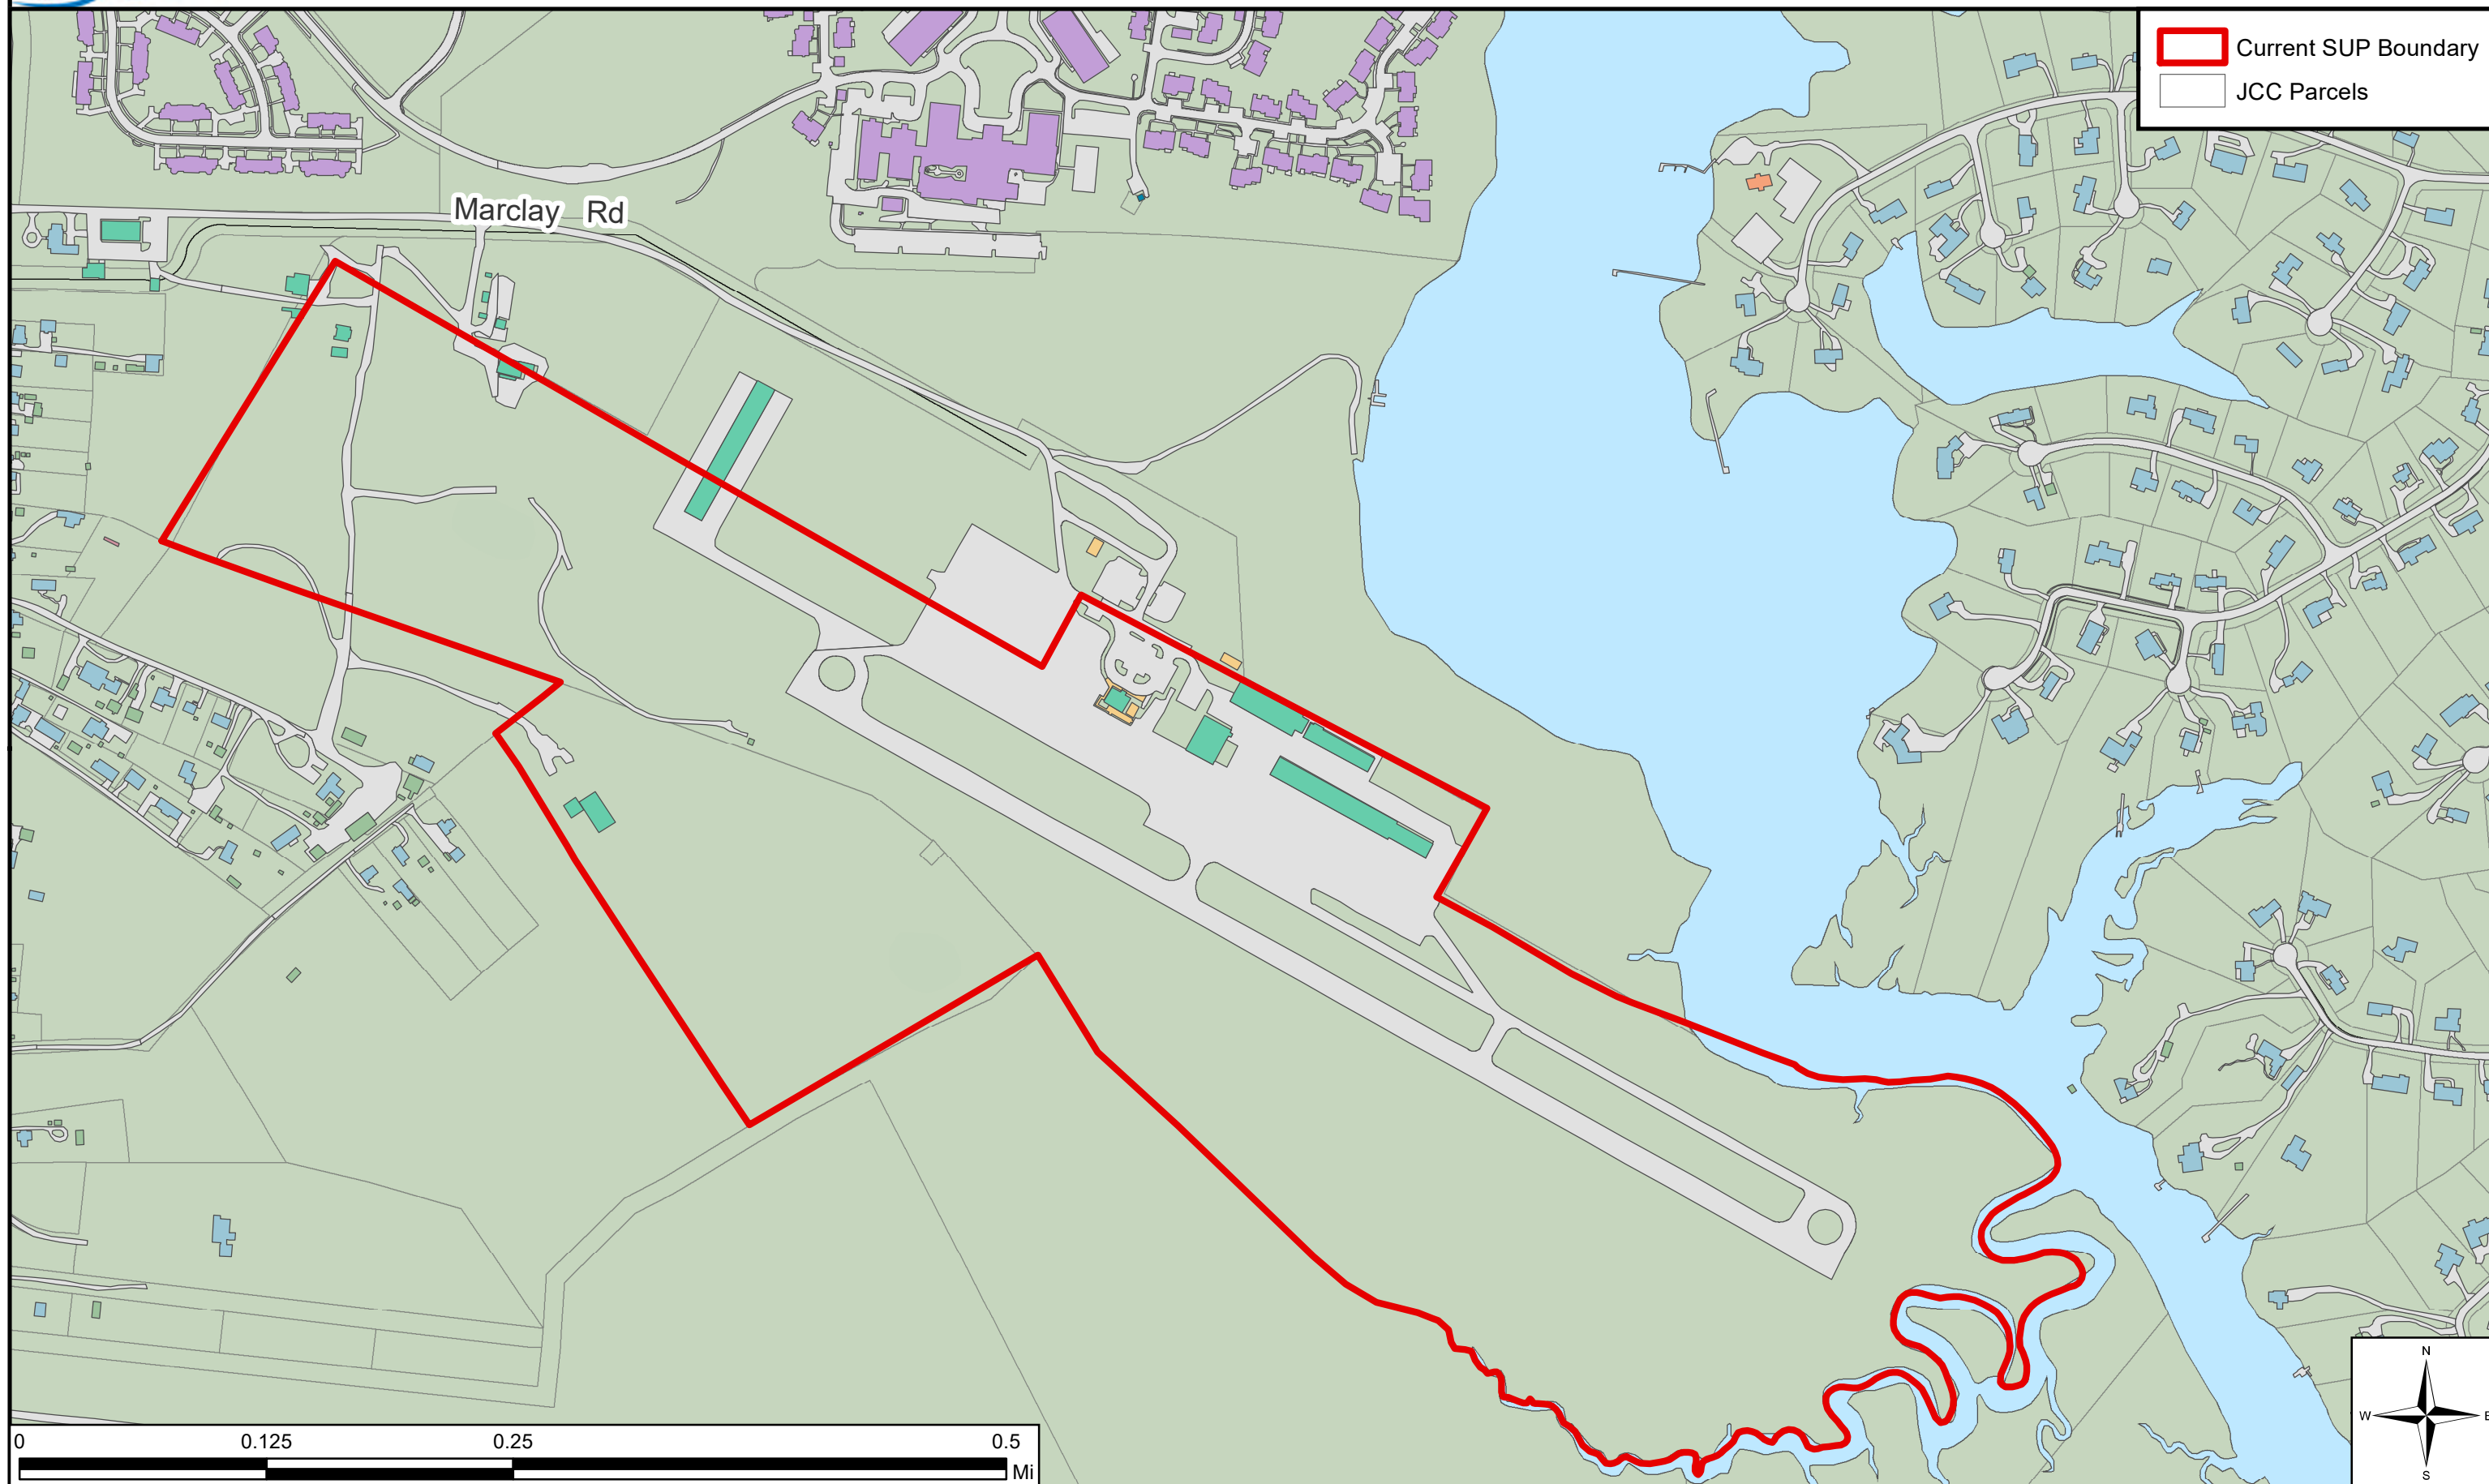 Current SUP Boundary
JCC Parcels
Marclay Rd
N
W E
S
0 0.125 0.25 0.5
Mi